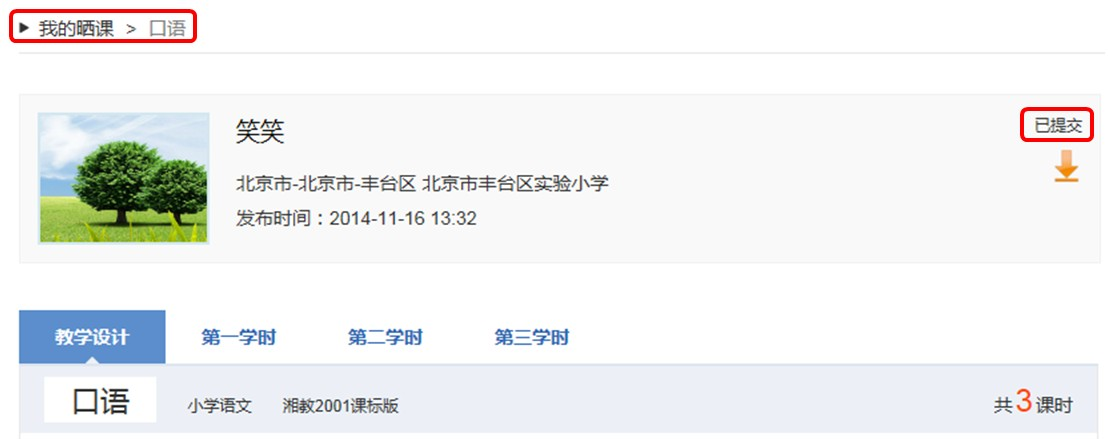 我的晒课 > 口语
笑笑
已提交
北京市-北京市-丰台区 北京市丰台区实验小学
发布时间：2014-11-16 13:32
教学设计 第一学时 第二学时 第三学时
口语 小学语文 湘教2001课标版 共3课时